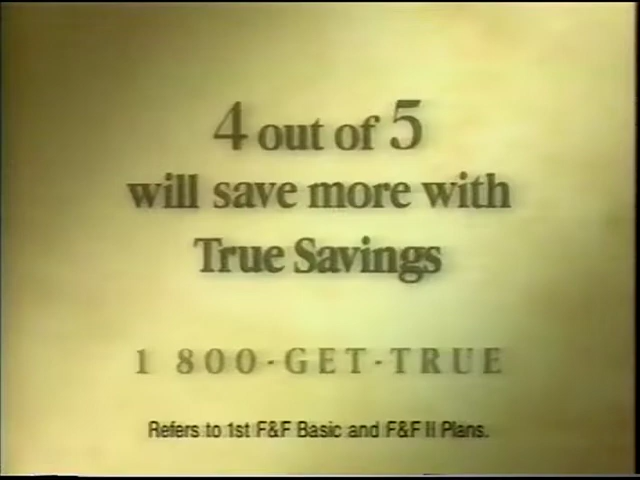 4 out of 5
will save more with
True Savings
1 800-GET-TRUE
Refers to 1st F&F Basic and F&F II Plans.